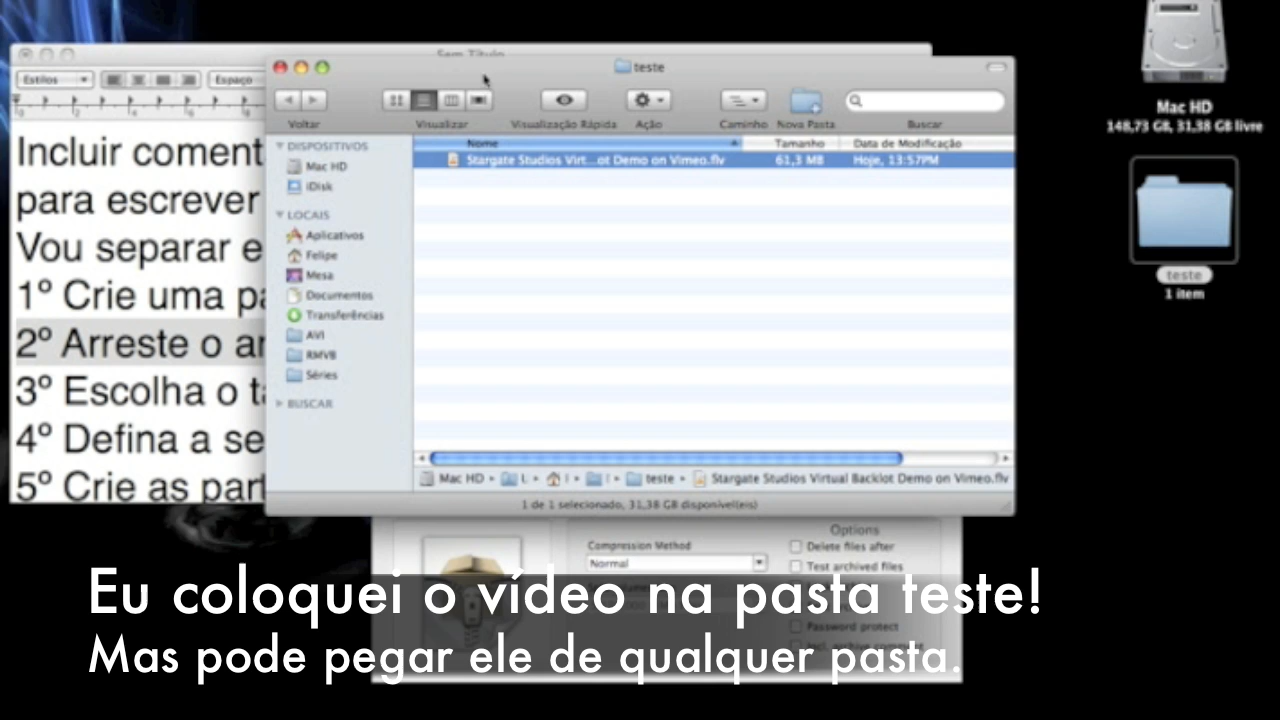 Sem Título
teste
Estilos
Espaço
Voltar
Visualizar
Visualização Rápida
Ação
Caminho
Nova Pasta
Buscar
Mac HD
148,73 GB, 31,38 GB livre
teste
1 item
Incluir coment
para escrever
Vou separar e
1º Crie uma pa
2º Arreste o ar
3º Escolha o ta
4º Defina a se
5º Crie as part
DISPOSITIVOS
Mac HD
iDisk
LOCAIS
Aplicativos
Felipe
Mesa
Documentos
Transferências
AVI
RMVB
Séries
BUSCAR
Nome Tamanho Data de Modificação
Stargate Studios Virt...ot Demo on Vimeo.flv 61,3 MB Hoje, 13:57PM
Mac HD teste Stargate Studios Virtual Backlot Demo on Vimeo.flv
1 de 1 selecionado, 31,38 GB disponível(eis)
Compression Method
Normal
Options
Delete files after
Test archived files
Password protect
Eu coloquei o vídeo na pasta teste!
Mas pode pegar ele de qualquer pasta.